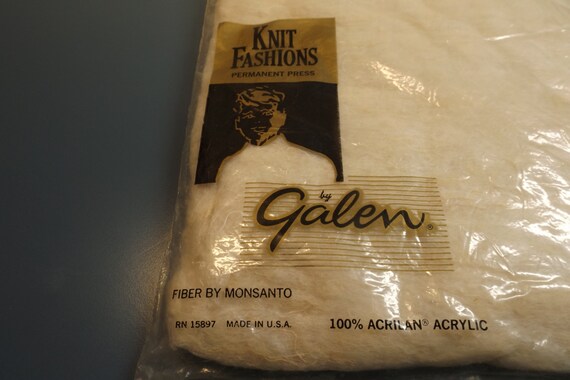 KNIT
FASHIONS
PERMANENT PRESS
by
Galen®
FIBER BY MONSANTO
RN 15897 MADE IN U.S.A. 100% ACRILAN® ACRYLIC